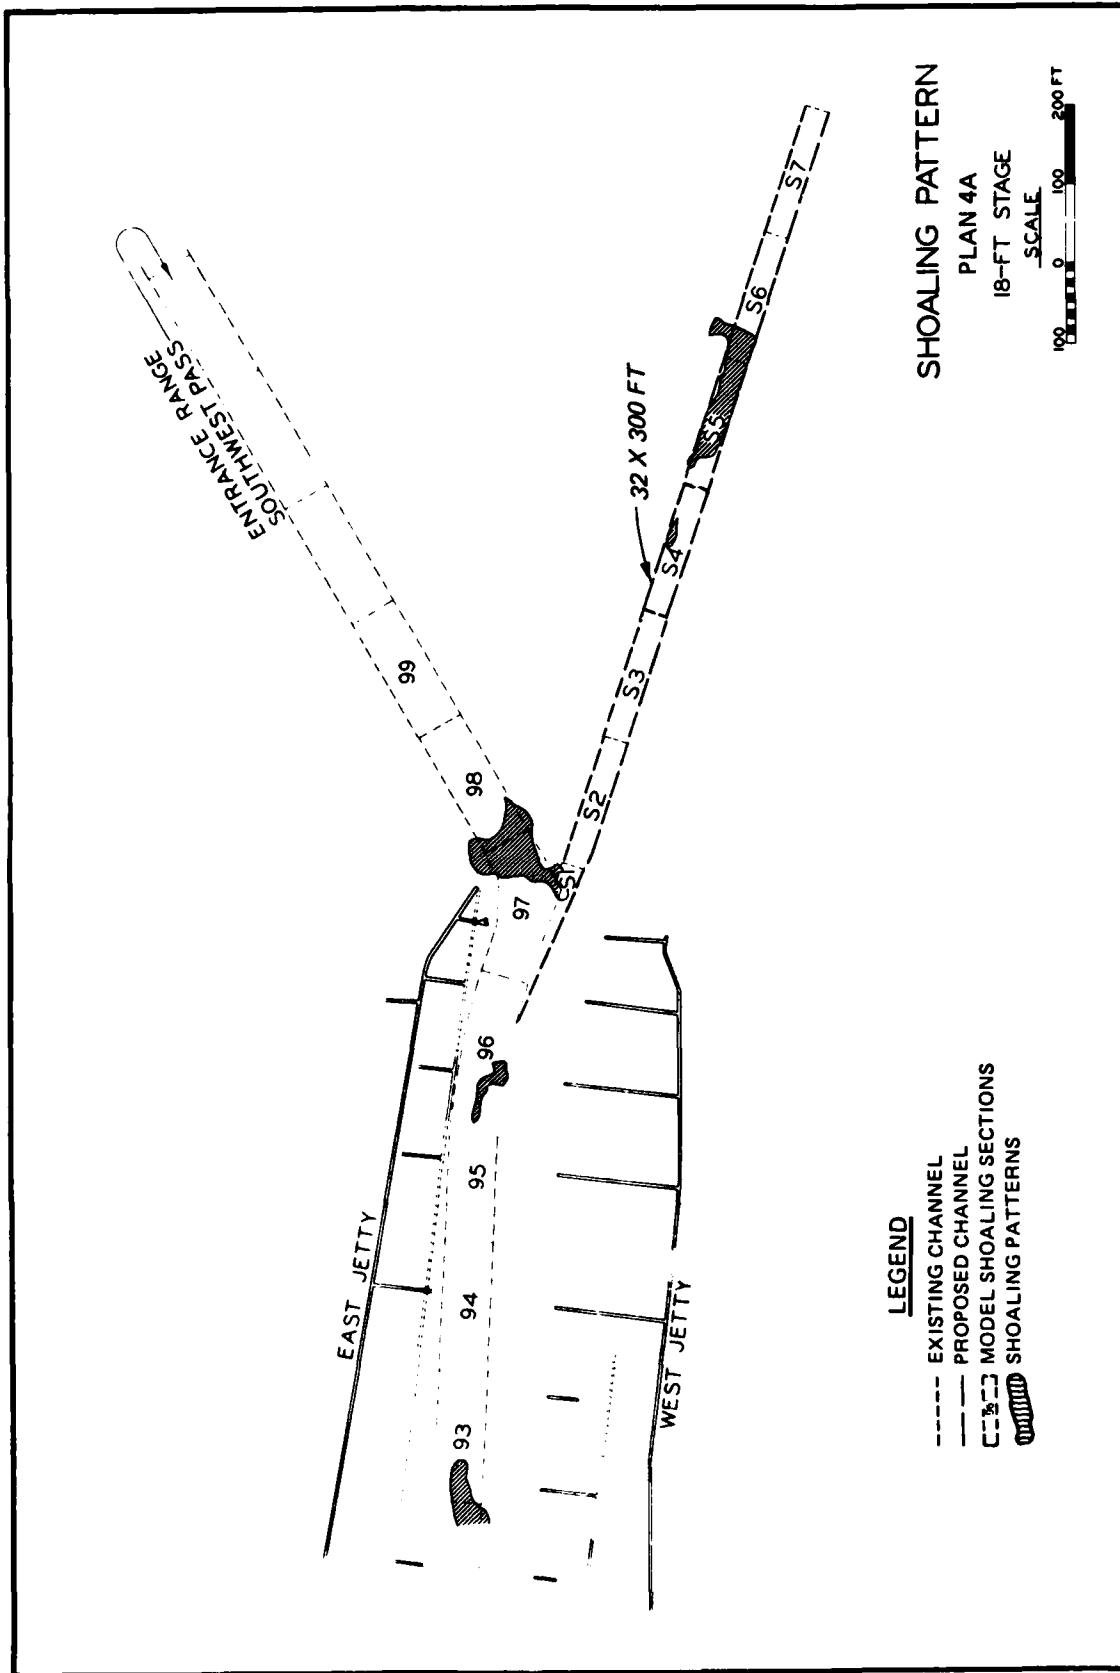 ENTRANCE RANGE
SOUTHWEST PASS
99
98
97
96
95
94
93
EAST JETTY
WEST JETTY
CS1
S2
S3
S4
S5
S6
S7
32 X 300 FT
SHOALING PATTERN
PLAN 4A
18-FT STAGE
SCALE
100 0 100 200 FT
LEGEND
EXISTING CHANNEL
PROPOSED CHANNEL
MODEL SHOALING SECTIONS
SHOALING PATTERNS